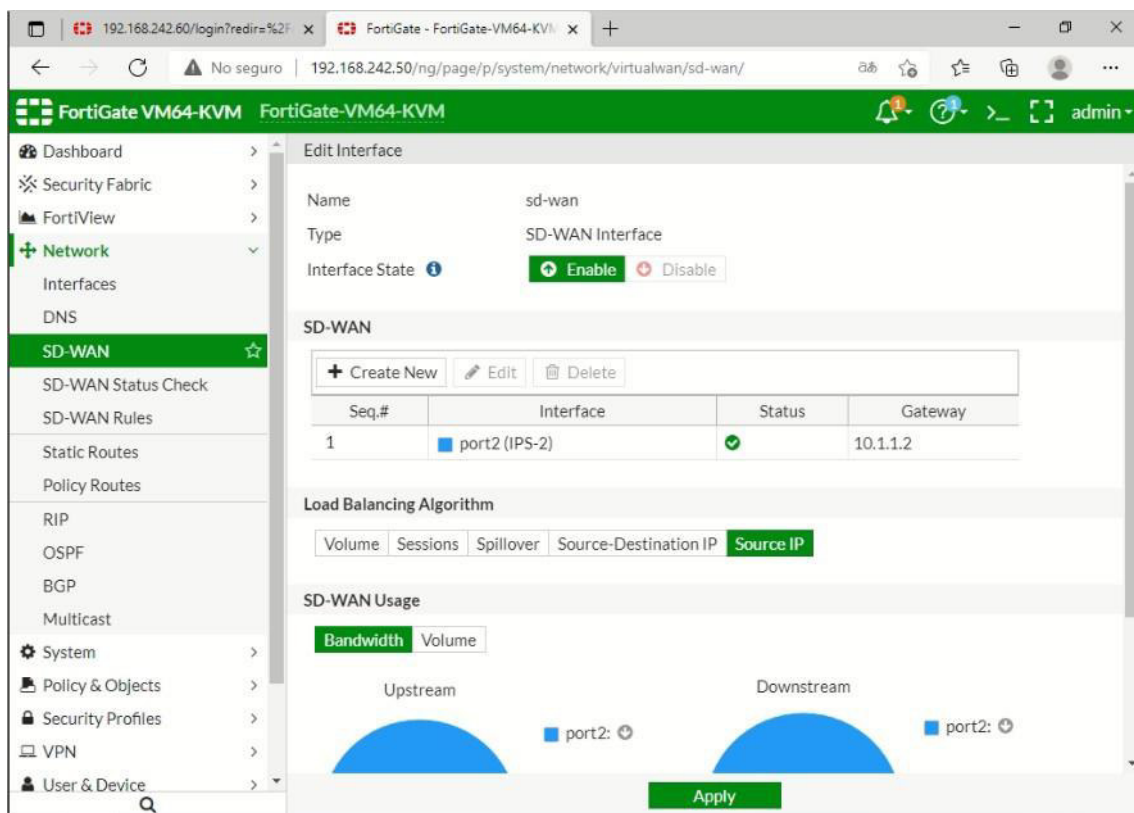 192.168.242.60/login?redir=%2F
FortiGate - FortiGate-VM64-KV
No seguro 192.168.242.50/ng/page/p/system/network/virtualwan/sd-wan/
FortiGate VM64-KVM FortiGate-VM64-KVM 1 1 >_ admin
Dashboard
Security Fabric
FortiView
Network
Interfaces
DNS
SD-WAN
SD-WAN Status Check
SD-WAN Rules
Static Routes
Policy Routes
RIP
OSPF
BGP
Multicast
System
Policy & Objects
Security Profiles
VPN
User & Device
Edit Interface
Name sd-wan
Type SD-WAN Interface
Interface State Enable Disable
SD-WAN
+ Create New Edit Delete
Seq.# Interface Status Gateway
1 port2 (IPS-2) 10.1.1.2
Load Balancing Algorithm
Volume Sessions Spillover Source-Destination IP Source IP
SD-WAN Usage
Bandwidth Volume
Upstream Downstream
port2: port2:
Apply